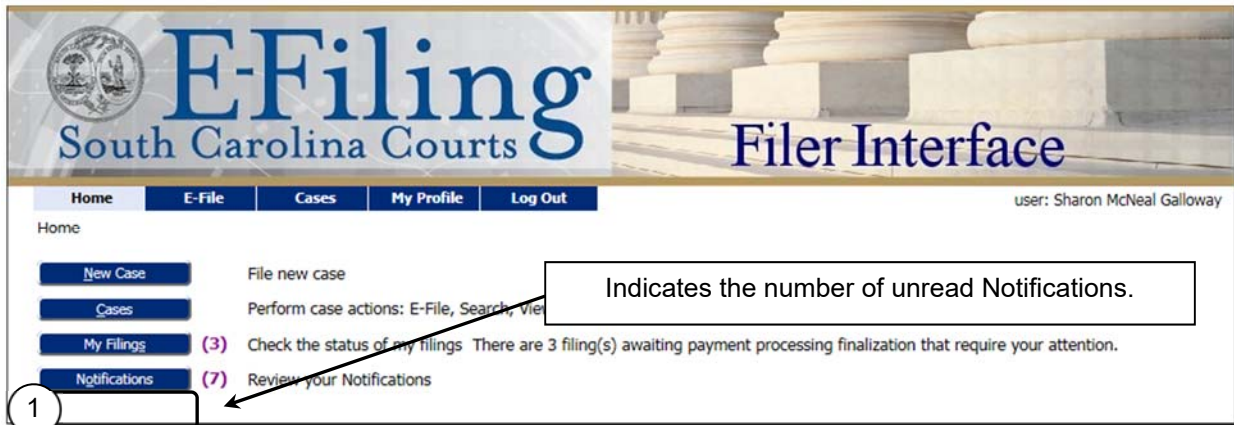 E-Filing
South Carolina Courts
Filer Interface
Home E-File Cases My Profile Log Out user: Sharon McNeal Galloway
Home
New Case File new case
Indicates the number of unread Notifications.
Cases Perform case actions: E-File, Search, View
My Filings (3) Check the status of my filings There are 3 filing(s) awaiting payment processing finalization that require your attention.
Notifications (7) Review your Notifications
1